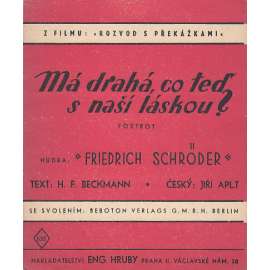 Z FILMU: »ROZVOD S PŘEKÁŽKAMI«
Má drahá, co teď
s naší láskou?
FOXTROT
HUDBA: "FRIEDRICH SCHRÖDER"
TEXT: H. F. BECKMANN • ČESKÝ: JIŘÍ APLT
SE SVOLENÍM: BEBOTON VERLAGS G. M. B. H. BERLIN
NAKLADATELSTVÍ ENG HRUBY PRAHA II. VÁCLAVSKÉ NÁM. 28